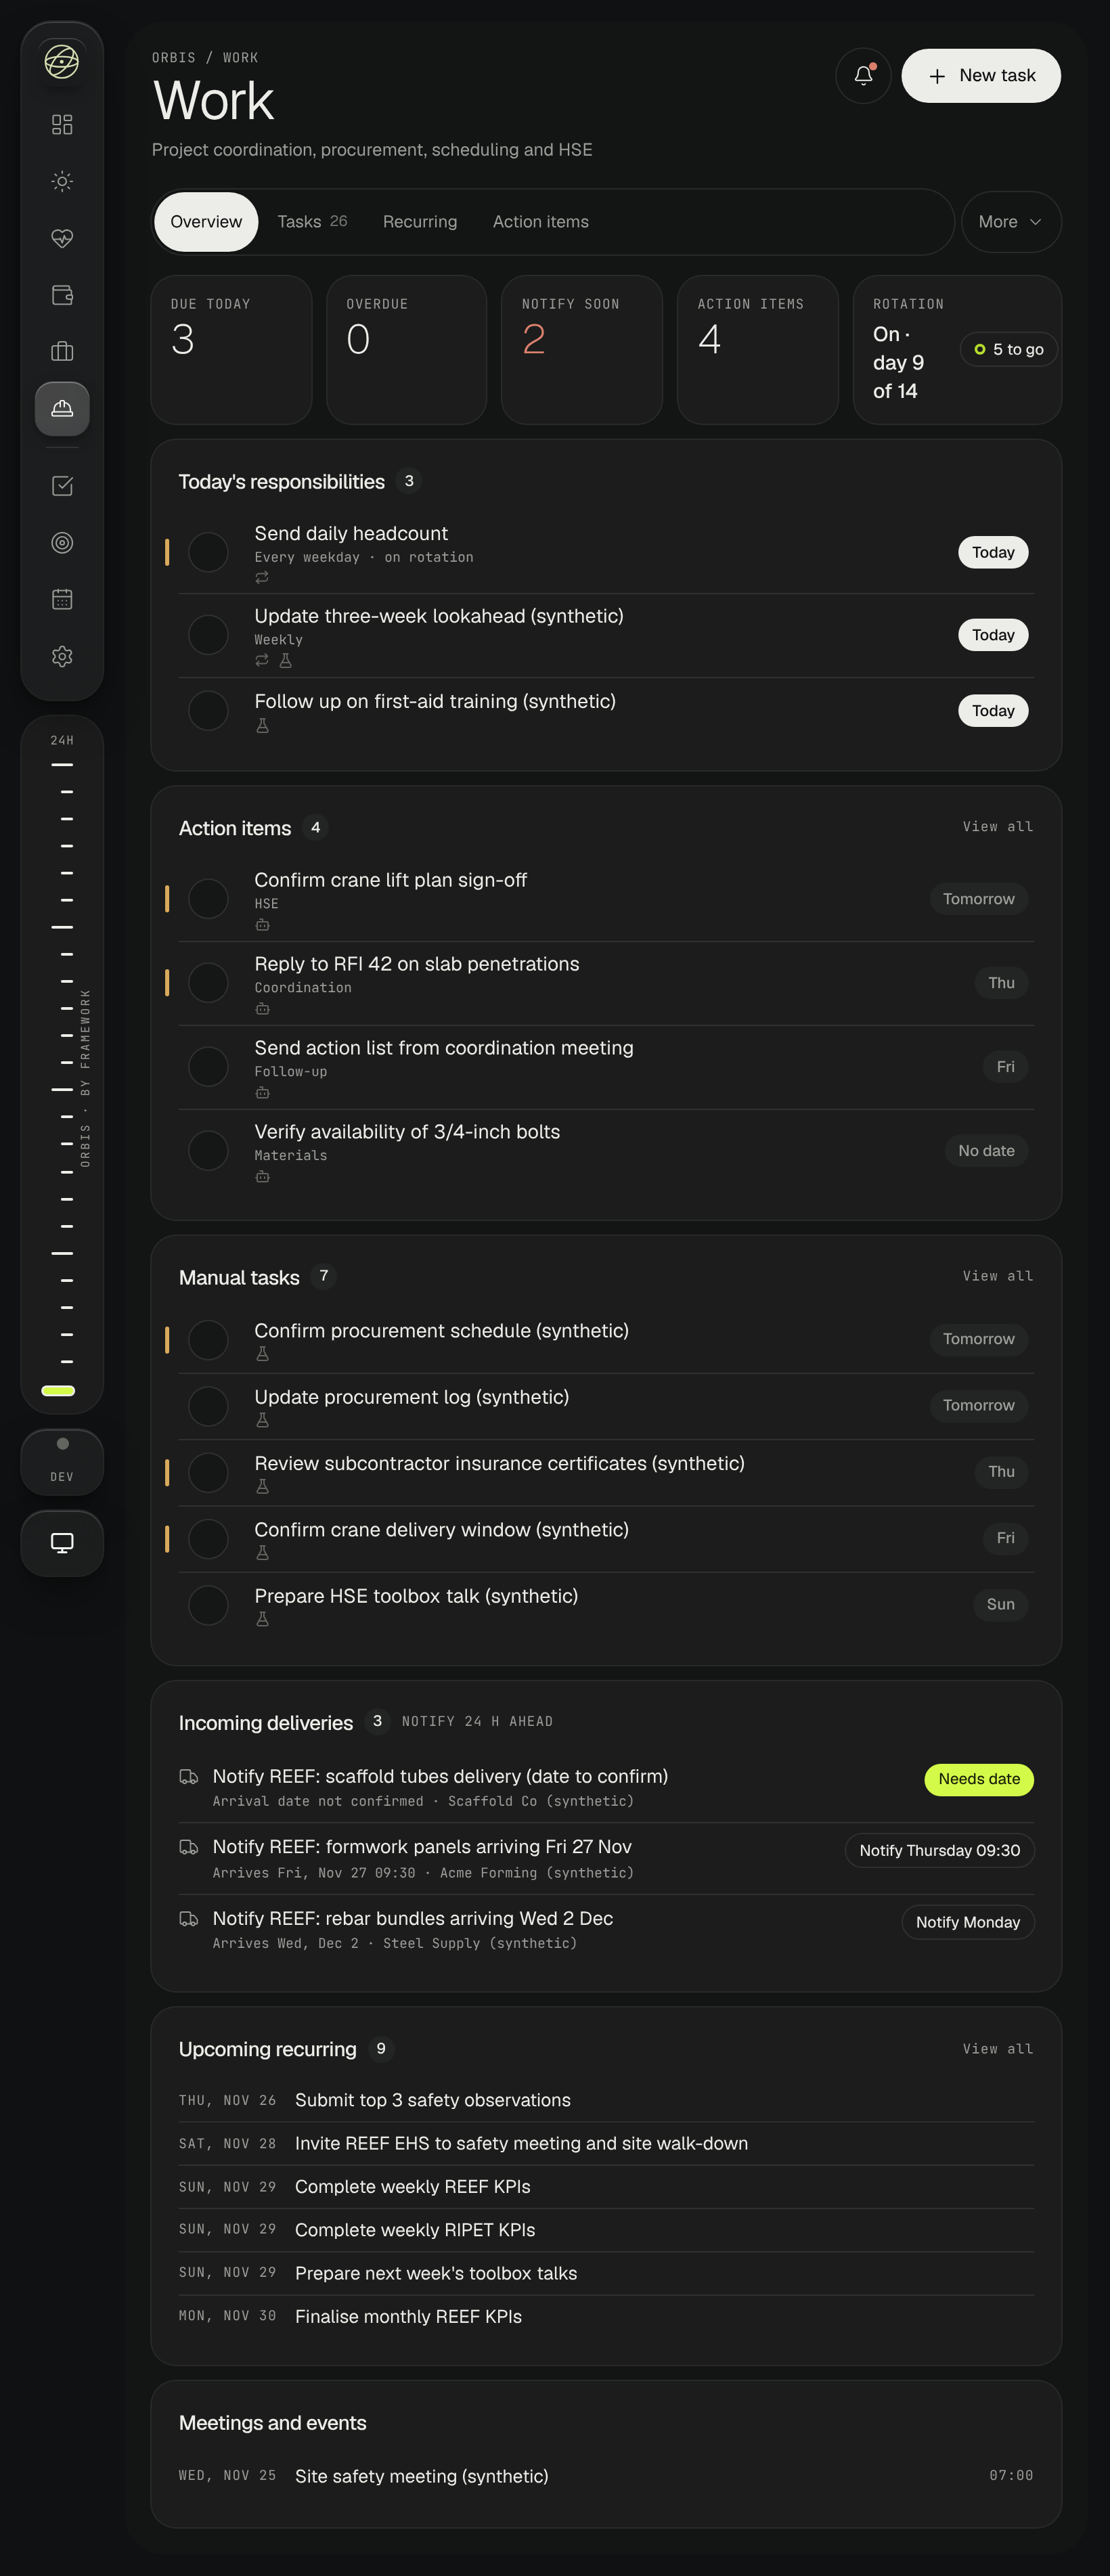 ORBIS / WORK
Work
Project coordination, procurement, scheduling and HSE
New task
Overview
Tasks 26
Recurring
Action items
More
DUE TODAY
3
OVERDUE
0
NOTIFY SOON
2
ACTION ITEMS
4
ROTATION
On ·
day 9
of 14
5 to go
Today's responsibilities 3
Send daily headcount
Every weekday · on rotation
Today
Update three-week lookahead (synthetic)
Weekly
Today
Follow up on first-aid training (synthetic)
Today
24H
ORBIS · BY FRAMEWORK
DEV
Action items 4
View all
Confirm crane lift plan sign-off
HSE
Tomorrow
Reply to RFI 42 on slab penetrations
Coordination
Thu
Send action list from coordination meeting
Follow-up
Fri
Verify availability of 3/4-inch bolts
Materials
No date
Manual tasks 7
View all
Confirm procurement schedule (synthetic)
Tomorrow
Update procurement log (synthetic)
Tomorrow
Review subcontractor insurance certificates (synthetic)
Thu
Confirm crane delivery window (synthetic)
Fri
Prepare HSE toolbox talk (synthetic)
Sun
Incoming deliveries 3 NOTIFY 24 H AHEAD
Notify REEF: scaffold tubes delivery (date to confirm)
Arrival date not confirmed · Scaffold Co (synthetic)
Needs date
Notify REEF: formwork panels arriving Fri 27 Nov
Arrives Fri, Nov 27 09:30 · Acme Forming (synthetic)
Notify Thursday 09:30
Notify REEF: rebar bundles arriving Wed 2 Dec
Arrives Wed, Dec 2 · Steel Supply (synthetic)
Notify Monday
Upcoming recurring 9
View all
THU, NOV 26 Submit top 3 safety observations
SAT, NOV 28 Invite REEF EHS to safety meeting and site walk-down
SUN, NOV 29 Complete weekly REEF KPIs
SUN, NOV 29 Complete weekly RIPET KPIs
SUN, NOV 29 Prepare next week's toolbox talks
MON, NOV 30 Finalise monthly REEF KPIs
Meetings and events
WED, NOV 25 Site safety meeting (synthetic) 07:00